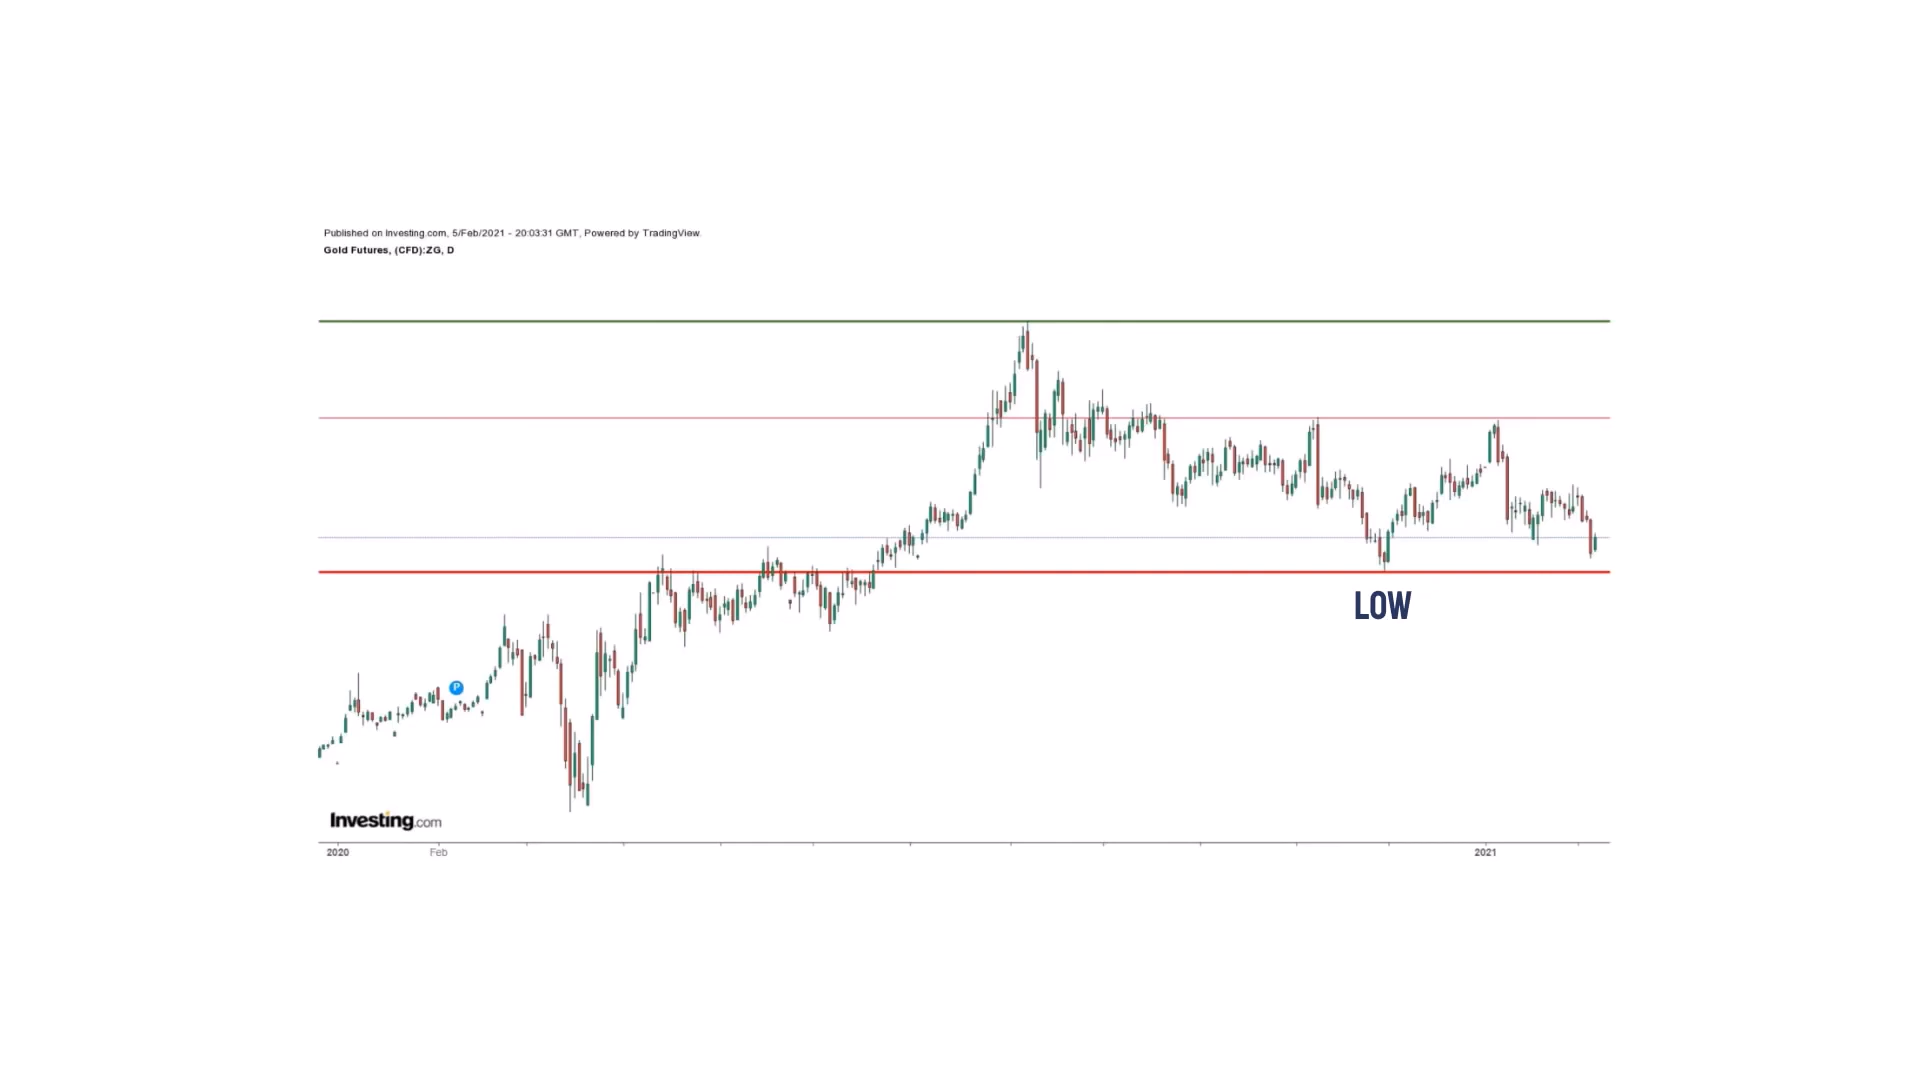 Published on Investing.com, 5/Feb/2021 - 20:03:31 GMT, Powered by TradingView.
Gold Futures, (CFD):ZG, D
LOW
P
Investing.com
2020 Feb 2021